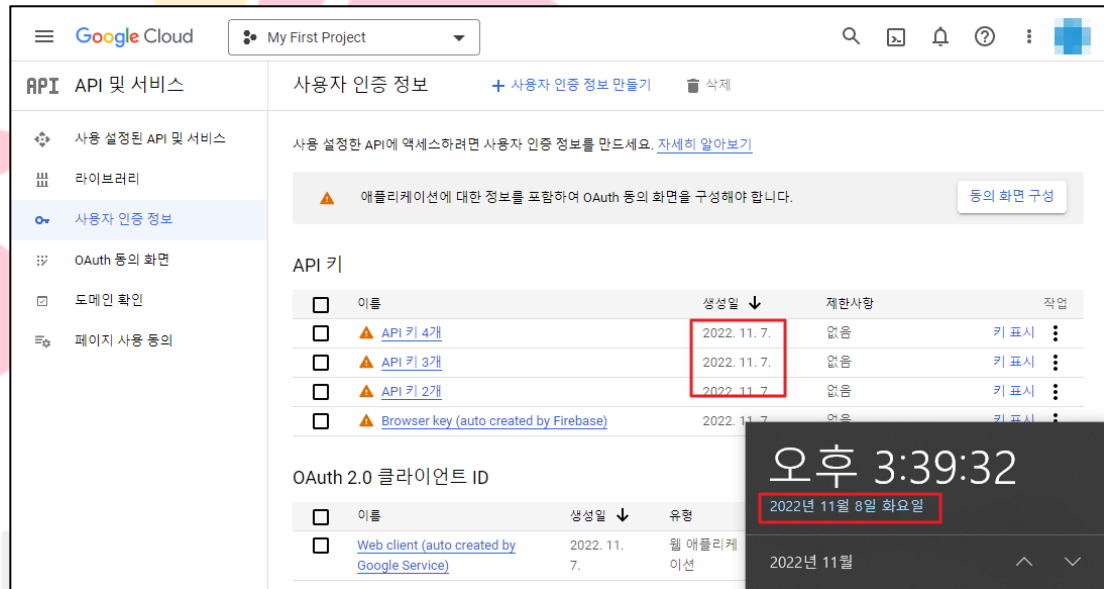 Google Cloud
My First Project
API API 및 서비스
사용자 인증 정보
+ 사용자 인증 정보 만들기
삭제
사용 설정된 API 및 서비스
라이브러리
사용자 인증 정보
OAuth 동의 화면
도메인 확인
페이지 사용 동의
사용 설정한 API에 액세스하려면 사용자 인증 정보를 만드세요. 자세히 알아보기
애플리케이션에 대한 정보를 포함하여 OAuth 동의 화면을 구성해야 합니다.
동의 화면 구성
API 키
이름 생성일 제한사항 작업
API 키 4개 2022. 11. 7. 없음 키 표시
API 키 3개 2022. 11. 7. 없음 키 표시
API 키 2개 2022. 11. 7. 없음 키 표시
Browser key (auto created by Firebase) 2022. 11. 7 없음 키 표시
OAuth 2.0 클라이언트 ID
이름 생성일 유형
Web client (auto created by 2022. 11. 웹 애플리케
Google Service) 7. 이션
오후 3:39:32
2022년 11월 8일 화요일
2022년 11월